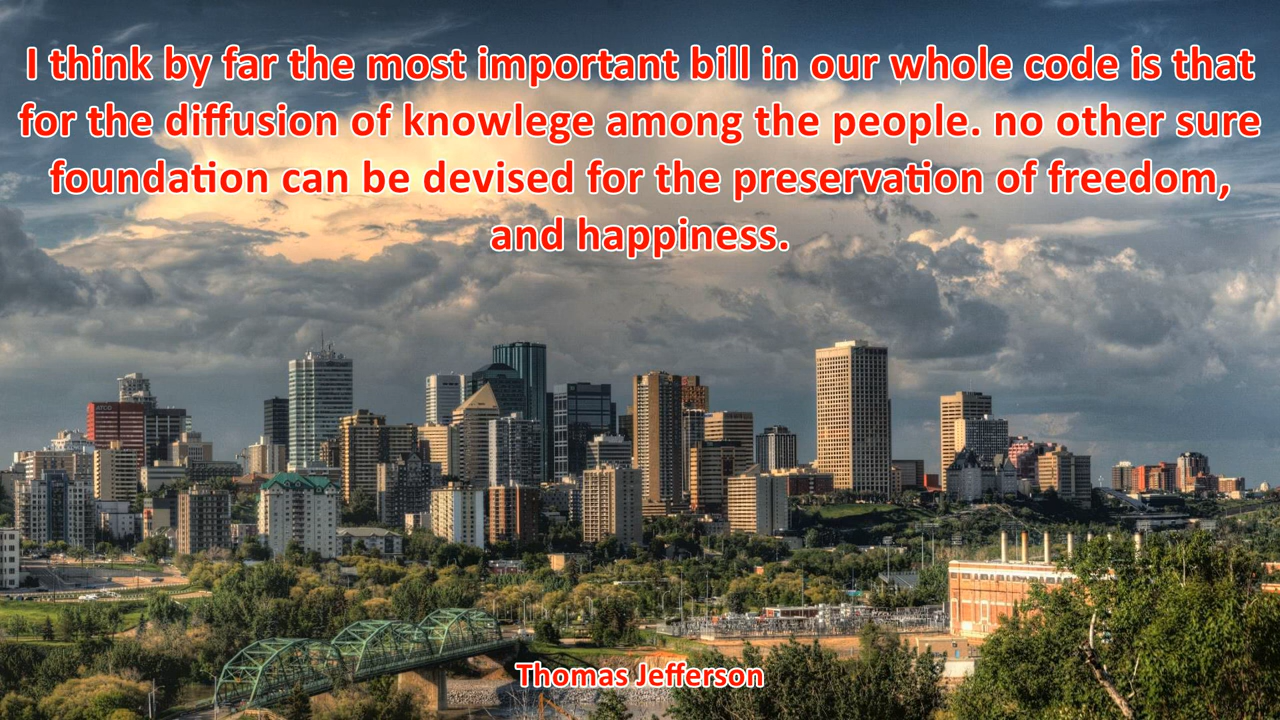 I think by far the most important bill in our whole code is that
for the diffusion of knowlege among the people. no other sure
foundation can be devised for the preservation of freedom,
and happiness.
ATCO
Thomas Jefferson